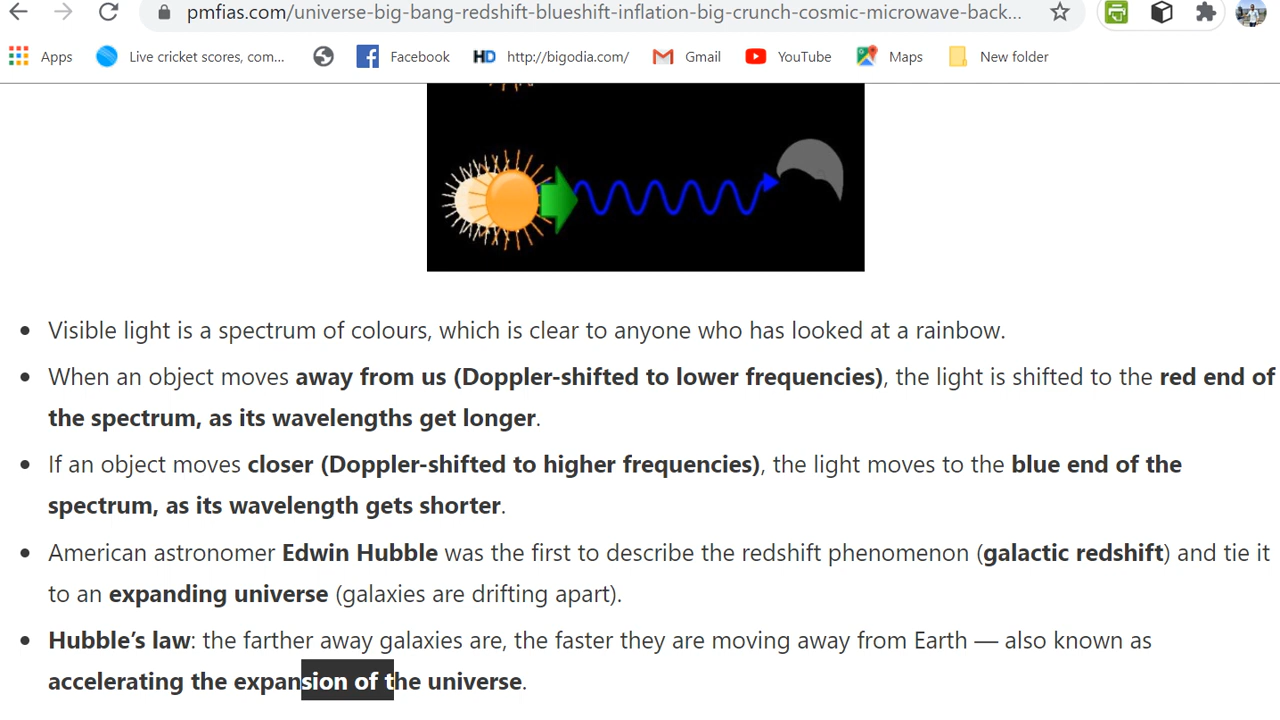 pmfias.com/universe-big-bang-redshift-blueshift-inflation-big-crunch-cosmic-microwave-back...
Apps Live cricket scores, com... Facebook HD http://bigodia.com/ Gmail YouTube Maps New folder
• Visible light is a spectrum of colours, which is clear to anyone who has looked at a rainbow.
• When an object moves away from us (Doppler-shifted to lower frequencies), the light is shifted to the red end of
the spectrum, as its wavelengths get longer.
• If an object moves closer (Doppler-shifted to higher frequencies), the light moves to the blue end of the
spectrum, as its wavelength gets shorter.
• American astronomer Edwin Hubble was the first to describe the redshift phenomenon (galactic redshift) and tie it
to an expanding universe (galaxies are drifting apart).
• Hubble’s law: the farther away galaxies are, the faster they are moving away from Earth — also known as
accelerating the expansion of the universe.